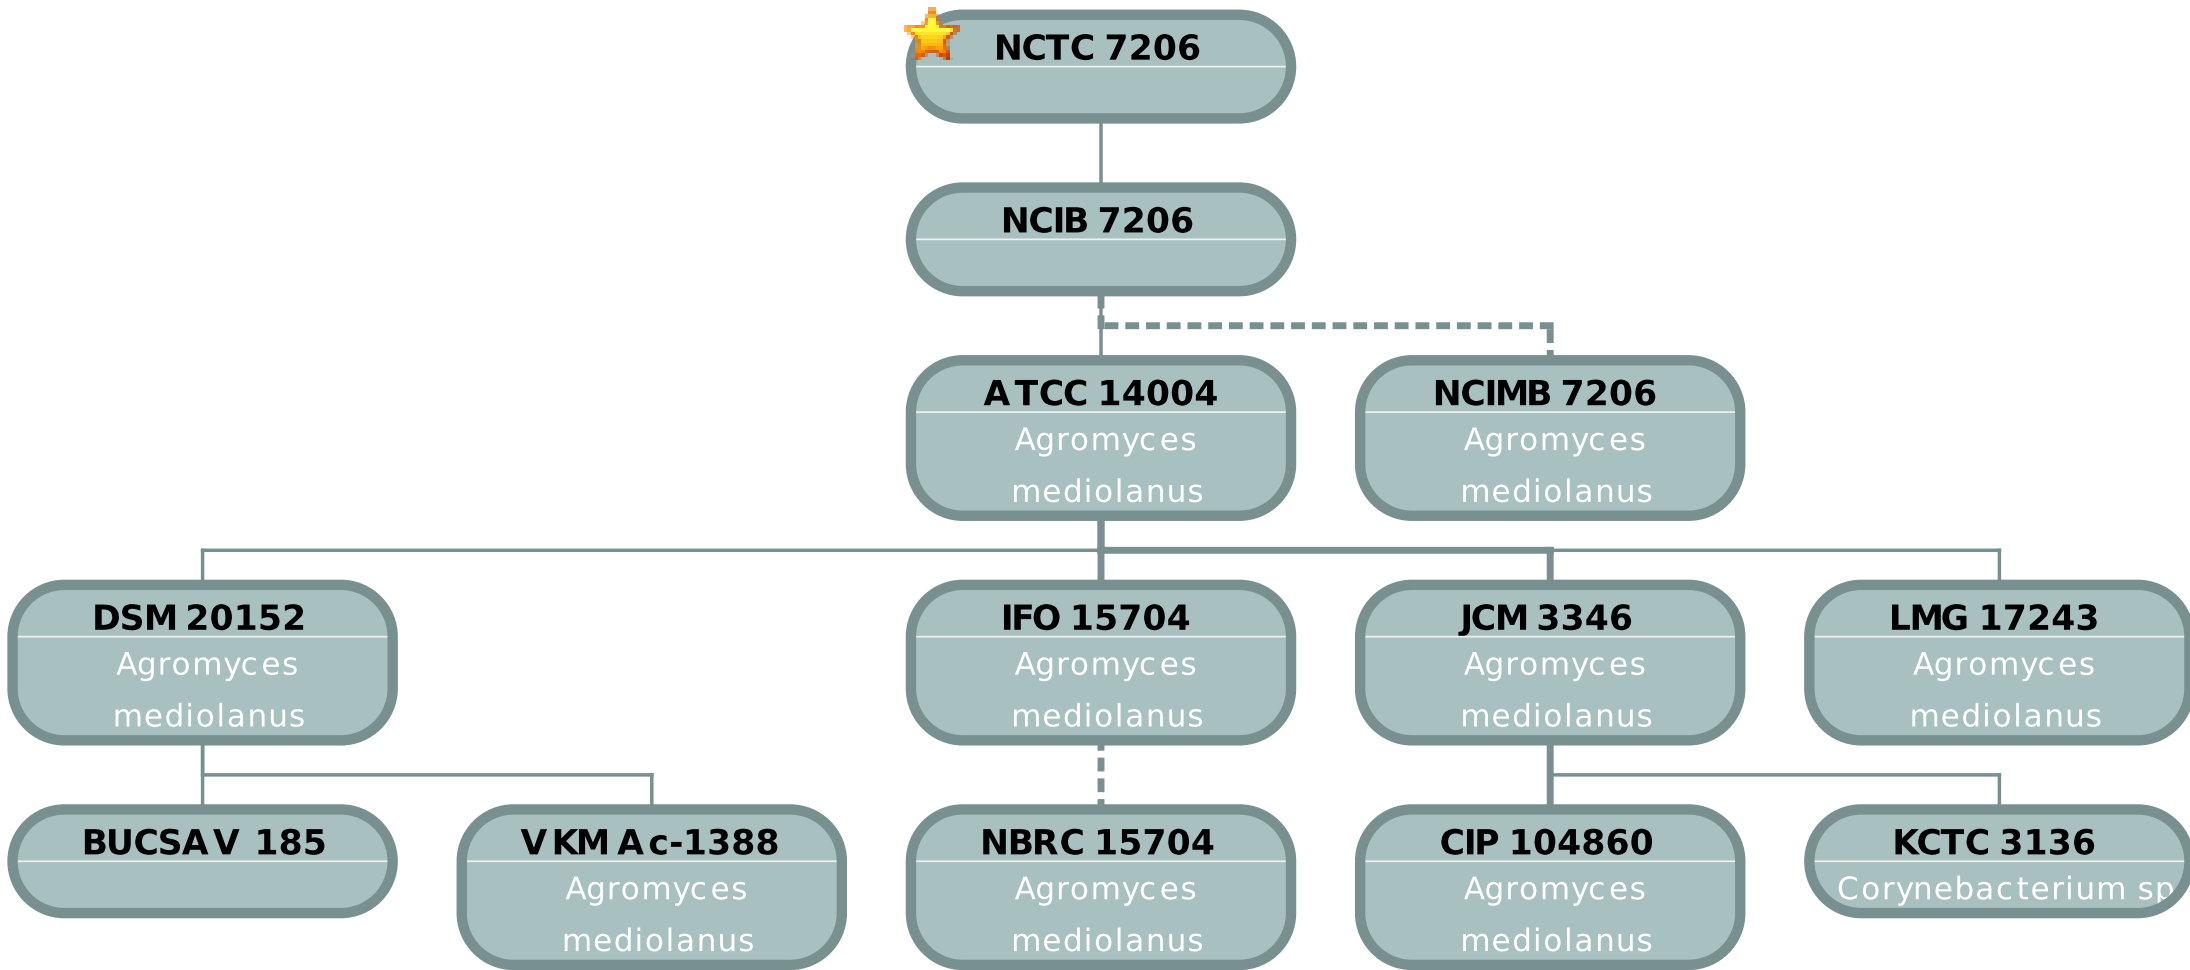 NCTC 7206
NCIB 7206
ATCC 14004
Agromyces
mediolanus
NCIMB 7206
Agromyces
mediolanus
DSM 20152
Agromyces
mediolanus
IFO 15704
Agromyces
mediolanus
JCM 3346
Agromyces
mediolanus
LMG 17243
Agromyces
mediolanus
BUCSAV 185
VKM Ac-1388
Agromyces
mediolanus
NBRC 15704
Agromyces
mediolanus
CIP 104860
Agromyces
mediolanus
KCTC 3136
Corynebacterium sp